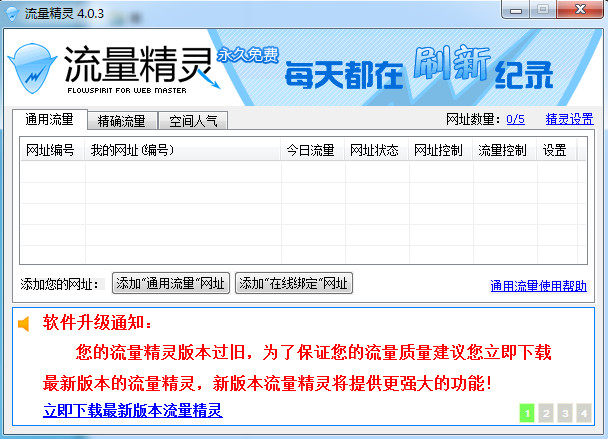 流量精灵 4.0.3
流量精灵
永久免费
FLOWSPIRIT FOR WEB MASTER
每天都在刷新纪录
通用流量 精确流量 空间人气
网址数量：0/5 精灵设置
网址编号 我的网址(编号) 今日流量 网址状态 网址控制 流量控制 设置
添加您的网址： 添加“通用流量”网址 添加“在线绑定”网址 通用流量使用帮助
软件升级通知：
您的流量精灵版本过旧，为了保证您的流量质量建议您立即下载
最新版本的流量精灵，新版本流量精灵将提供更强大的功能！
立即下载最新版本流量精灵
1 2 3 4